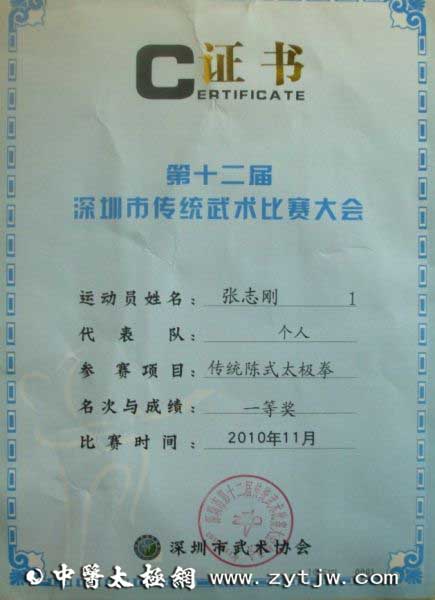 证书
CERTIFICATE
第十二届
深圳市传统武术比赛大会
运动员姓名: 张志刚 1
代表队: 个人
参赛项目: 传统陈式太极拳
名次与成绩: 一等奖
比赛时间: 2010年11月
深圳市武术协会
中醫太極網 www.zytjw.com